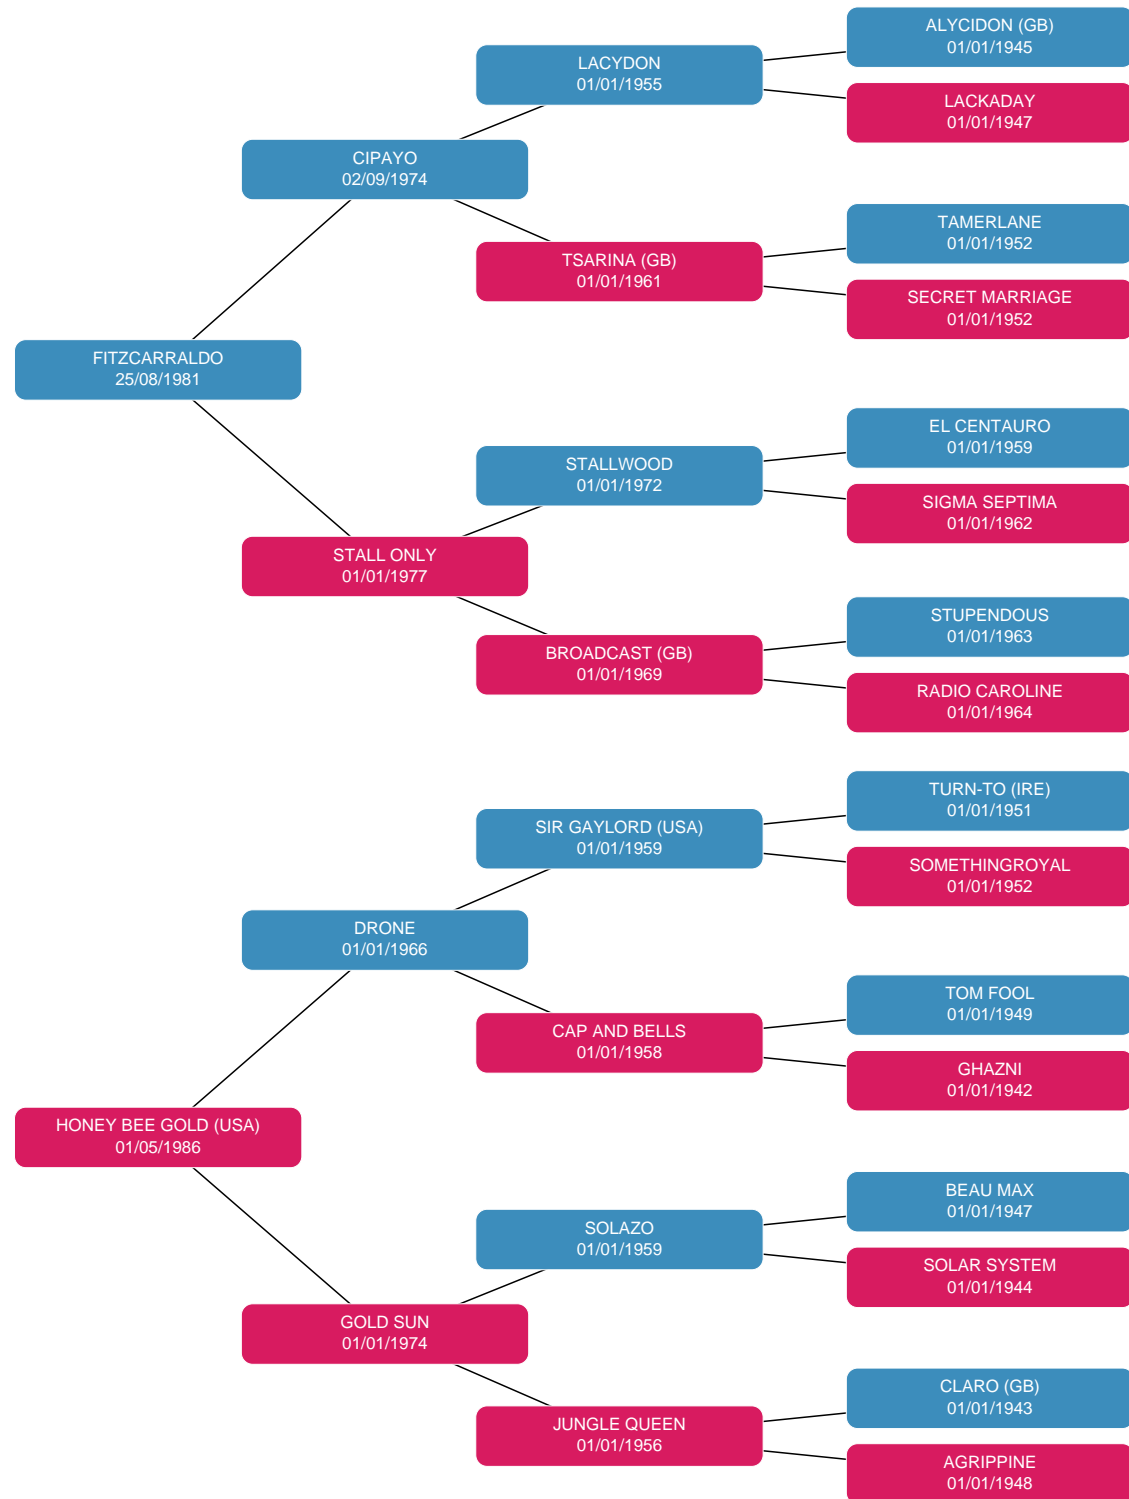 ALYCIDON (GB)
01/01/1945
LACYDON
01/01/1955
LACKADAY
01/01/1947
CIPAYO
02/09/1974
TAMERLANE
01/01/1952
TSARINA (GB)
01/01/1961
SECRET MARRIAGE
01/01/1952
FITZCARRALDO
25/08/1981
EL CENTAURO
01/01/1959
STALLWOOD
01/01/1972
SIGMA SEPTIMA
01/01/1962
STALL ONLY
01/01/1977
STUPENDOUS
01/01/1963
BROADCAST (GB)
01/01/1969
RADIO CAROLINE
01/01/1964
TURN-TO (IRE)
01/01/1951
SIR GAYLORD (USA)
01/01/1959
SOMETHINGROYAL
01/01/1952
DRONE
01/01/1966
TOM FOOL
01/01/1949
CAP AND BELLS
01/01/1958
GHAZNI
01/01/1942
HONEY BEE GOLD (USA)
01/05/1986
BEAU MAX
01/01/1947
SOLAZO
01/01/1959
SOLAR SYSTEM
01/01/1944
GOLD SUN
01/01/1974
CLARO (GB)
01/01/1943
JUNGLE QUEEN
01/01/1956
AGRIPPINE
01/01/1948